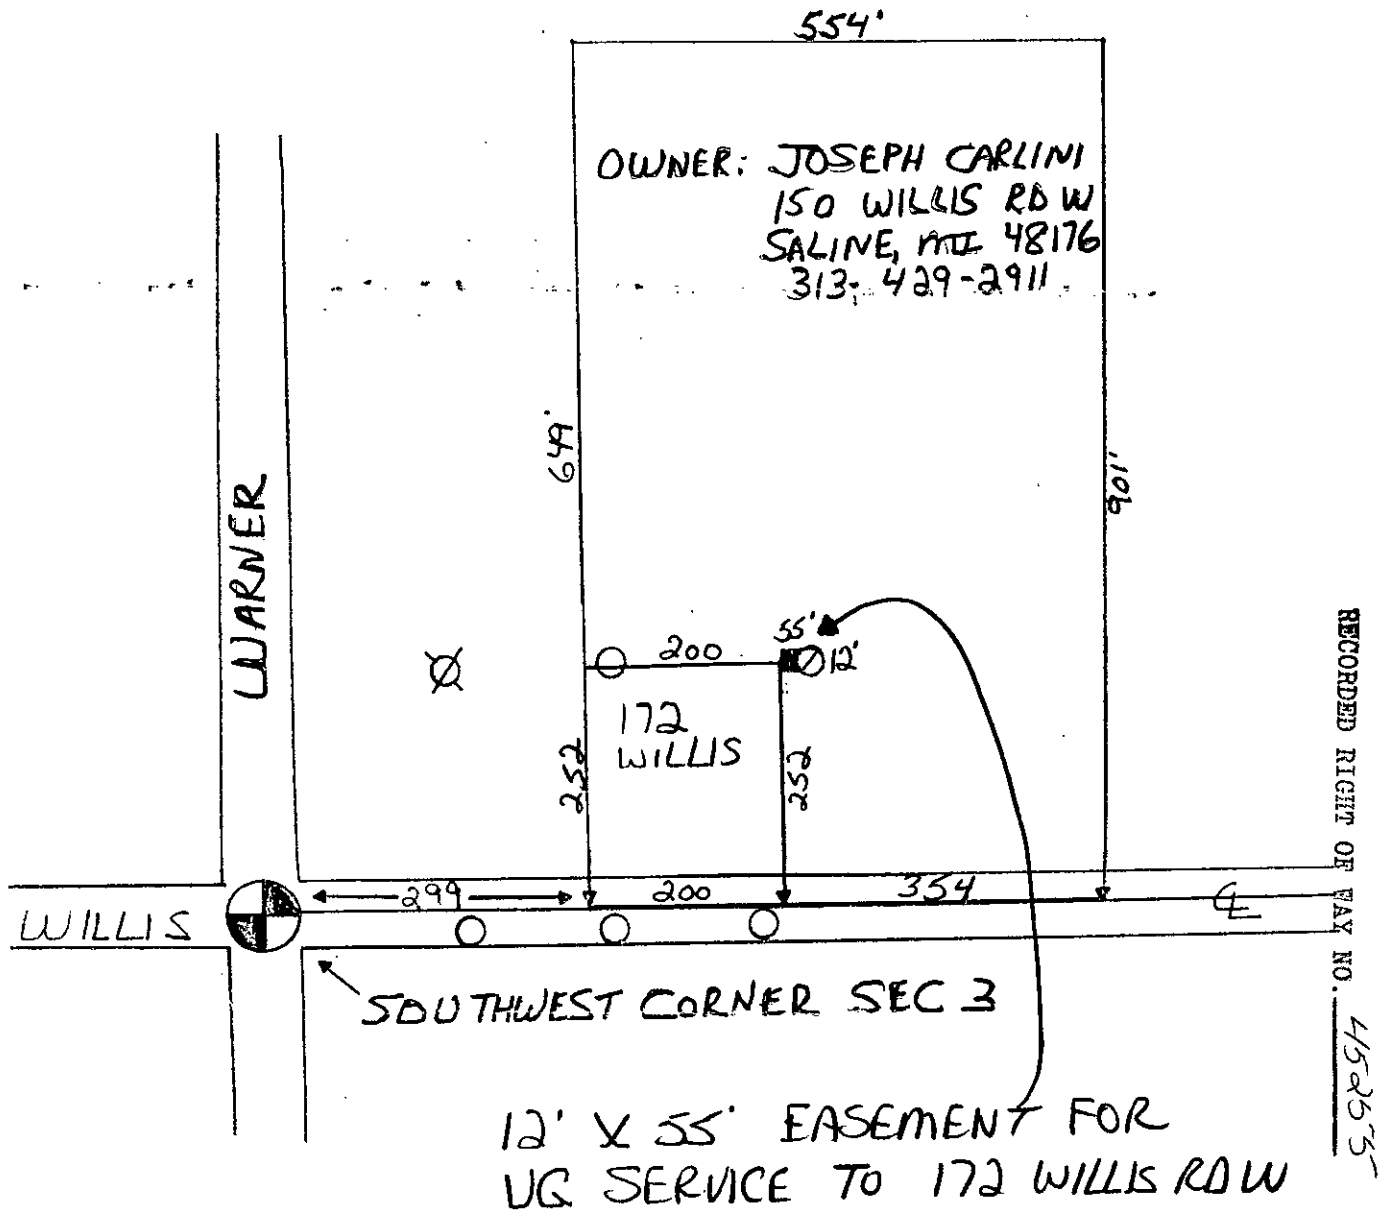 554'
OWNER: JOSEPH CARLINI
150 WILLIS RD W
SALINE, MI 48176
313-429-2911
649'
901'
WARNER
55'
200
12'
172
WILLIS
252
252
299
200
354
CL
WILLIS
SOUTHWEST CORNER SEC 3
12' X 55' EASEMENT FOR
UG SERVICE TO 172 WILLIS RD W
RECORDED RIGHT OF WAY NO. 45253